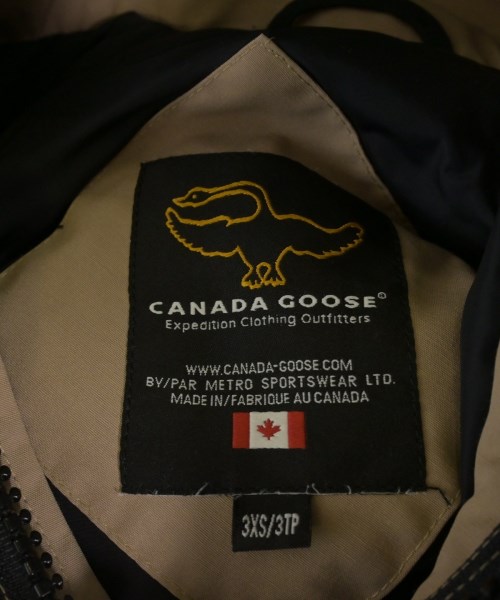 CANADA GOOSE©
Expedition Clothing Outfitters
WWW.CANADA-GOOSE.COM
BY/PAR METRO SPORTSWEAR LTD.
MADE IN/FABRIQUE AU CANADA
3XS/3TP